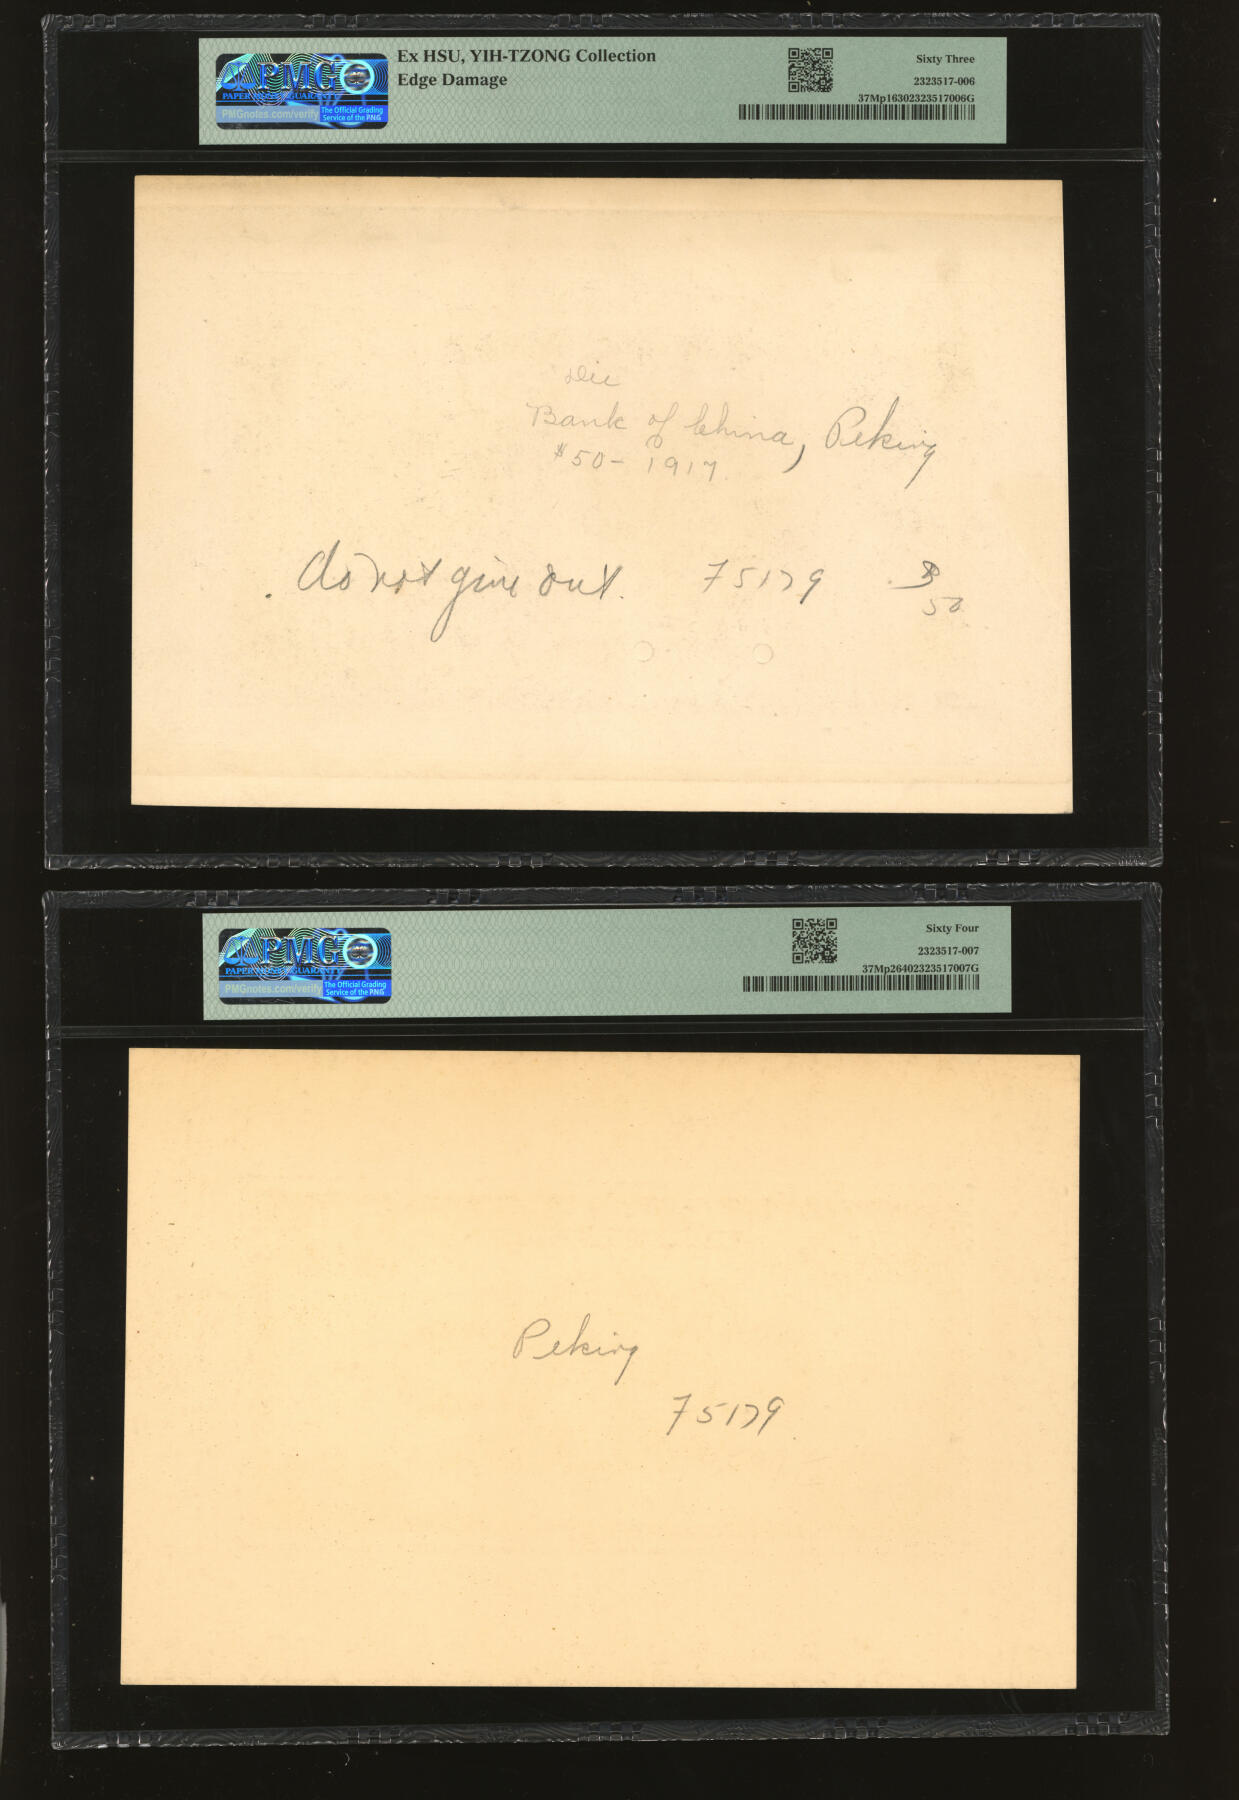 PMG
PAPER MONEY GUARANTY
PMGnotes.com/verify
The Official Grading
Service of the PNG
Ex HSU, YIH-TZONG Collection
Edge Damage
Sixty Three
2323517-006
37Mp16302323517006G
Die
Bank of China, Peking
$50- 1917
do not give out. 75179 B
50
PMG
PAPER MONEY GUARANTY
PMGnotes.com/verify
The Official Grading
Service of the PNG
Sixty Four
2323517-007
37Mp26402323517007G
Peking
75179